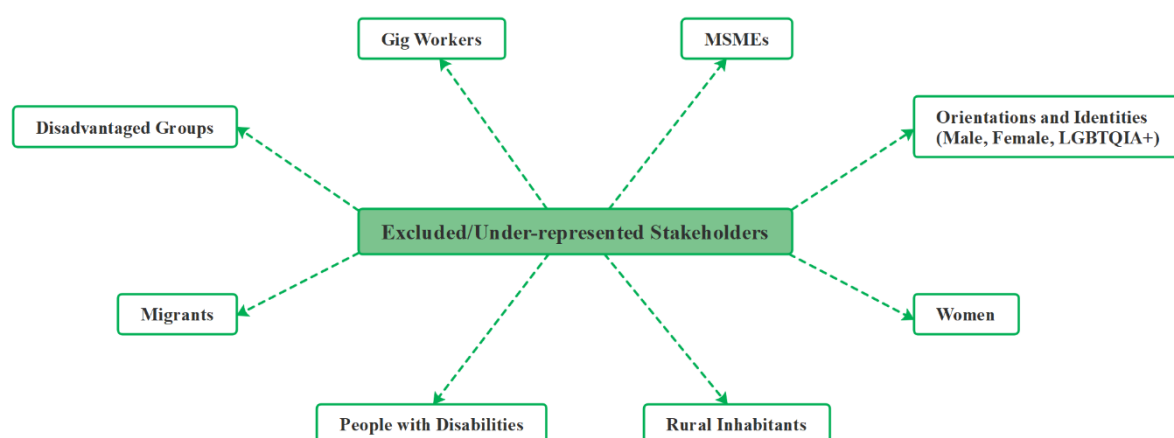 Gig Workers
MSMEs
Disadvantaged Groups
Orientations and Identities
(Male, Female, LGBTQIA+)
Excluded/Under-represented Stakeholders
Migrants
Women
People with Disabilities
Rural Inhabitants